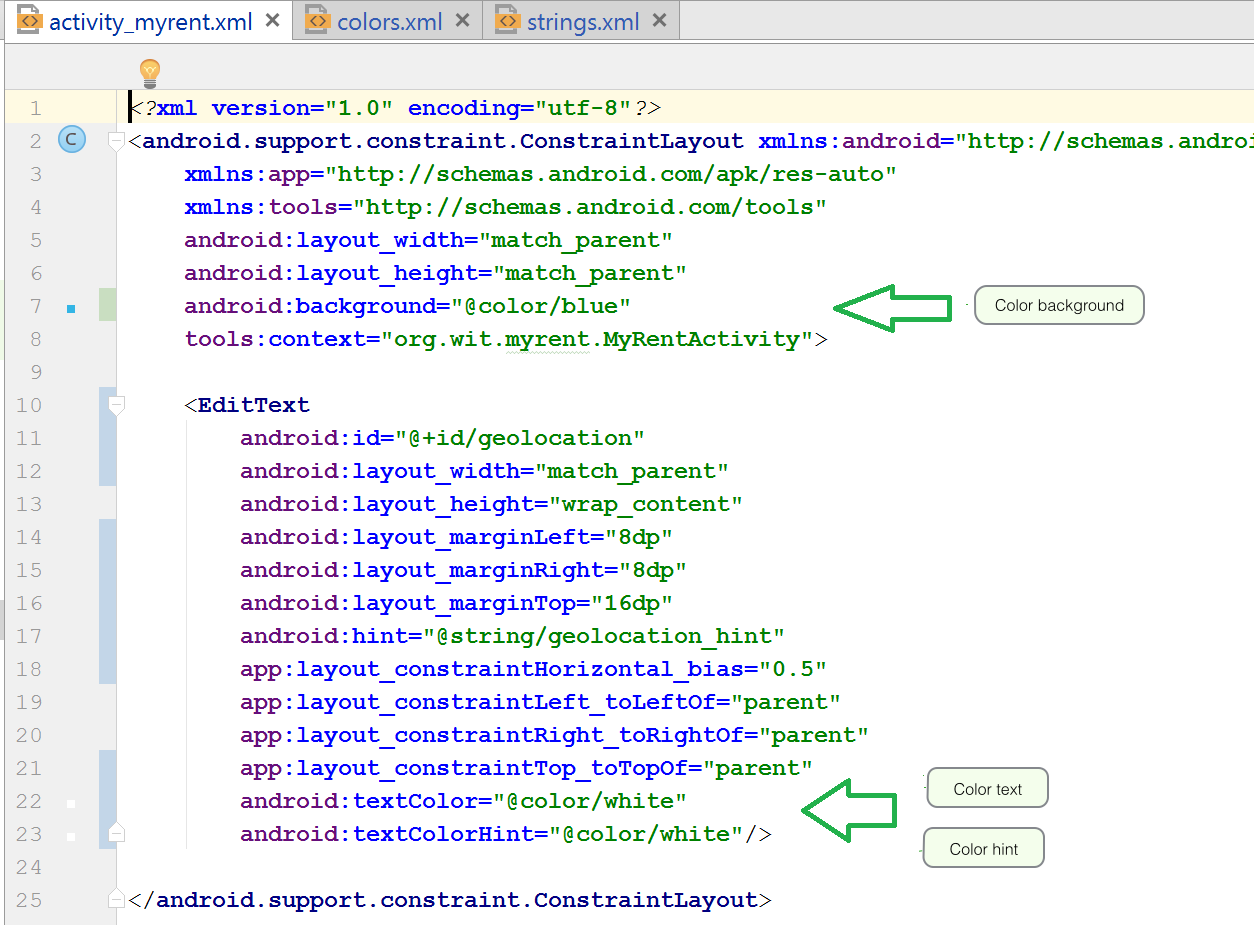 activity_myrent.xml × colors.xml × strings.xml ×
1 <?xml version="1.0" encoding="utf-8"?>
2 C <android.support.constraint.ConstraintLayout xmlns:android="http://schemas.androi
3 xmlns:app="http://schemas.android.com/apk/res-auto"
4 xmlns:tools="http://schemas.android.com/tools"
5 android:layout_width="match_parent"
6 android:layout_height="match_parent"
7 android:background="@color/blue" Color background
8 tools:context="org.wit.myrent.MyRentActivity">
9
10 <EditText
11 android:id="@+id/geolocation"
12 android:layout_width="match_parent"
13 android:layout_height="wrap_content"
14 android:layout_marginLeft="8dp"
15 android:layout_marginRight="8dp"
16 android:layout_marginTop="16dp"
17 android:hint="@string/geolocation_hint"
18 app:layout_constraintHorizontal_bias="0.5"
19 app:layout_constraintLeft_toLeftOf="parent"
20 app:layout_constraintRight_toRightOf="parent"
21 app:layout_constraintTop_toTopOf="parent"
22 android:textColor="@color/white" Color text
23 android:textColorHint="@color/white"/> Color hint
24
25 </android.support.constraint.ConstraintLayout>